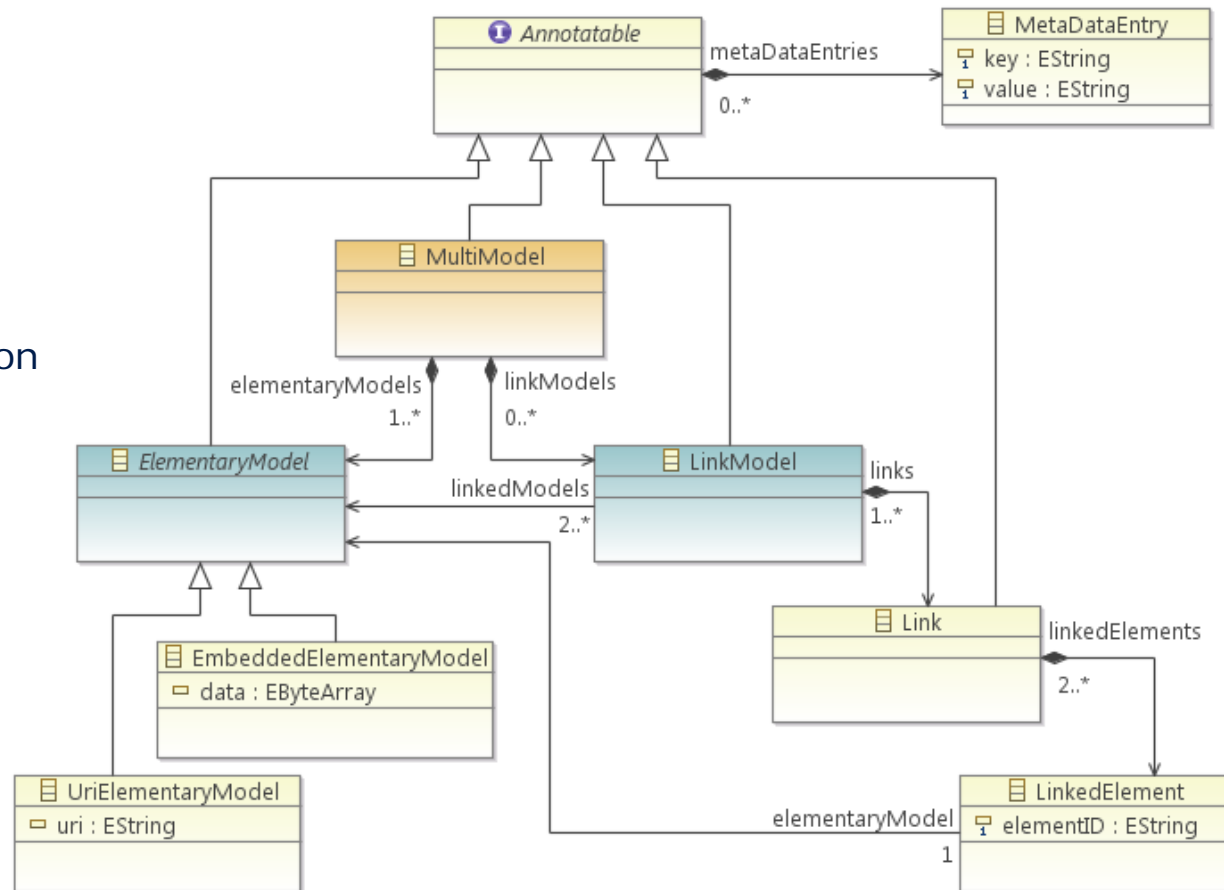 Annotatable
MetaDataEntry
key : EString
value : EString
metaDataEntries
0..*
MultiModel
on
elementaryModels
1..*
linkModels
0..*
ElementaryModel
LinkModel
linkedModels
2..*
links
1..*
Link
linkedElements
2..*
EmbeddedElementaryModel
data : EByteArray
UriElementaryModel
uri : EString
elementaryModel
1
LinkedElement
elementID : EString